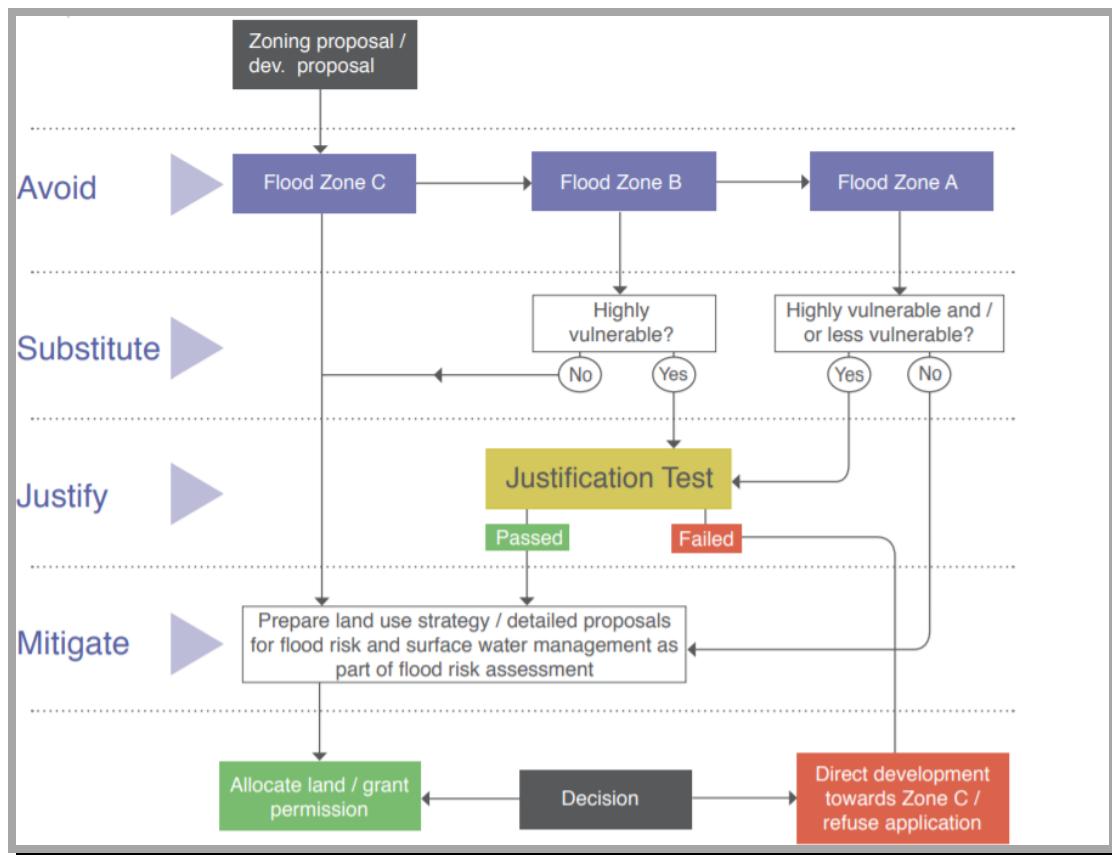 Zoning proposal /
dev. proposal
Avoid
Flood Zone C
Flood Zone B
Flood Zone A
Substitute
Highly
vulnerable?
Highly vulnerable and /
or less vulnerable?
No
Yes
Yes
No
Justify
Justification Test
Passed
Failed
Mitigate
Prepare land use strategy / detailed proposals
for flood risk and surface water management as
part of flood risk assessment
Allocate land / grant
permission
Decision
Direct development
towards Zone C /
refuse application